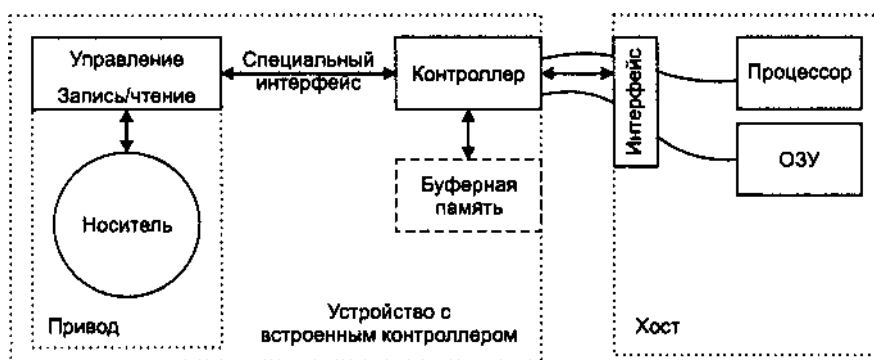 Управление
Запись/чтение
Специальный
интерфейс
Контроллер
Интерфейс
Процессор
ОЗУ
Буферная
память
Носитель
Привод
Устройство с
встроенным контроллером
Хост